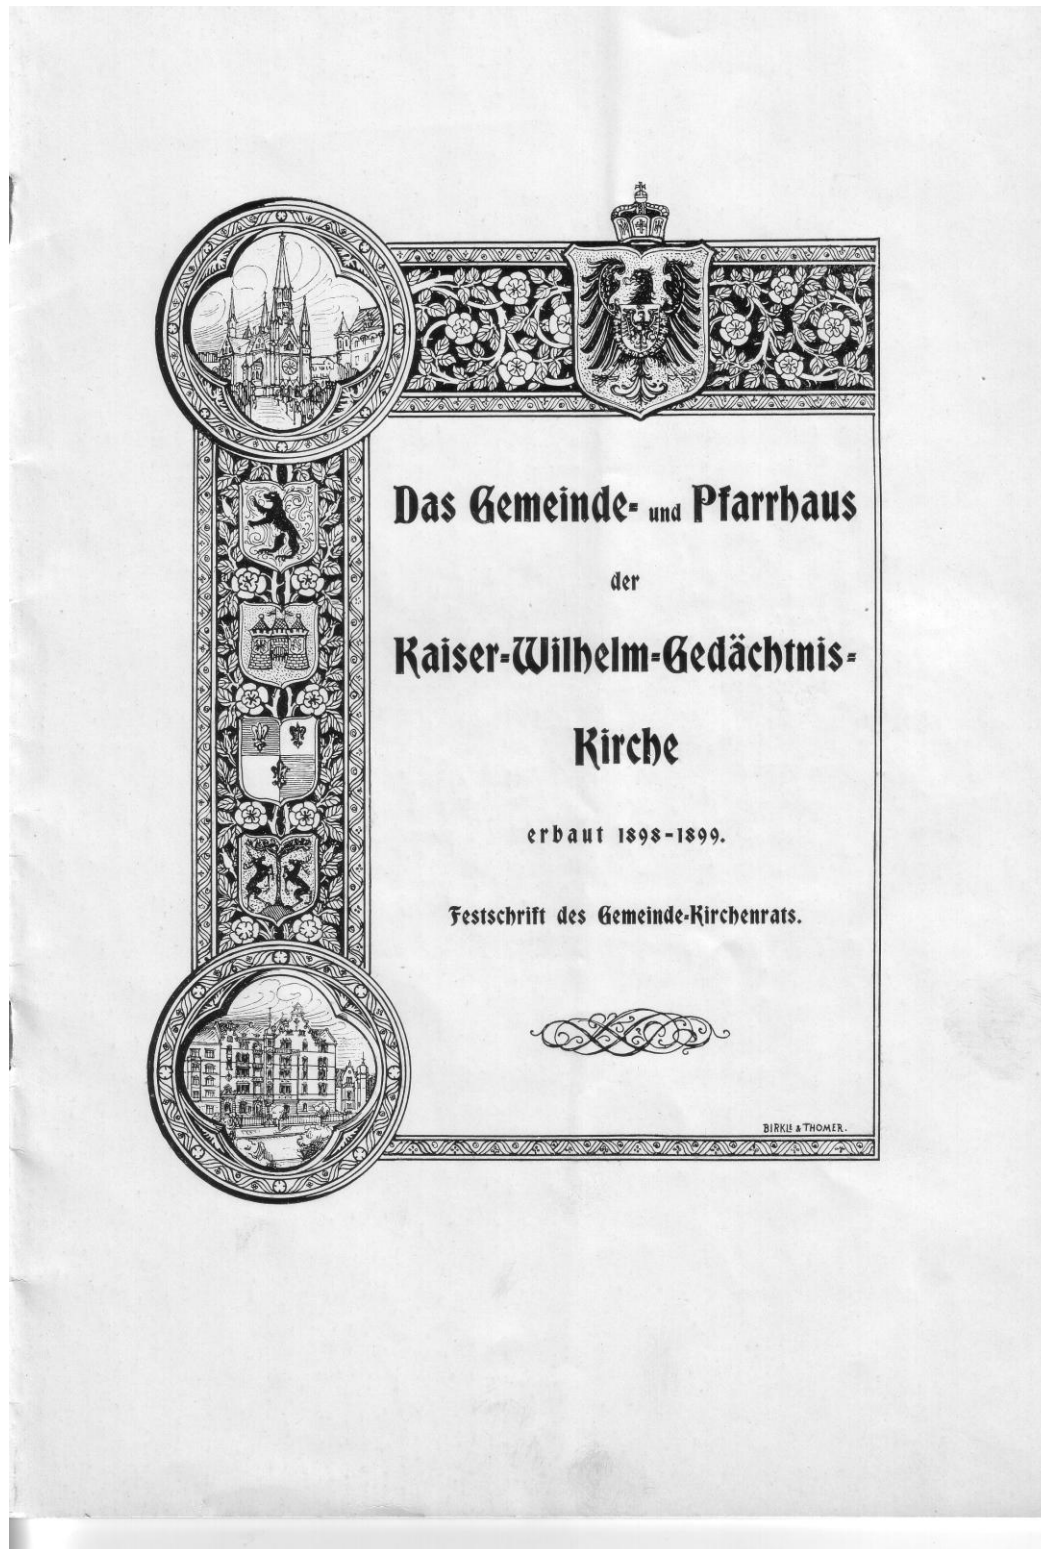 Das Gemeinde- und Pfarrhaus
der
Kaiser-Wilhelm-Gedächtnis-
Kirche
erbaut 1898-1899.
Festschrift des Gemeinde-Kirchenrats.
BIRKLE & THOMER.